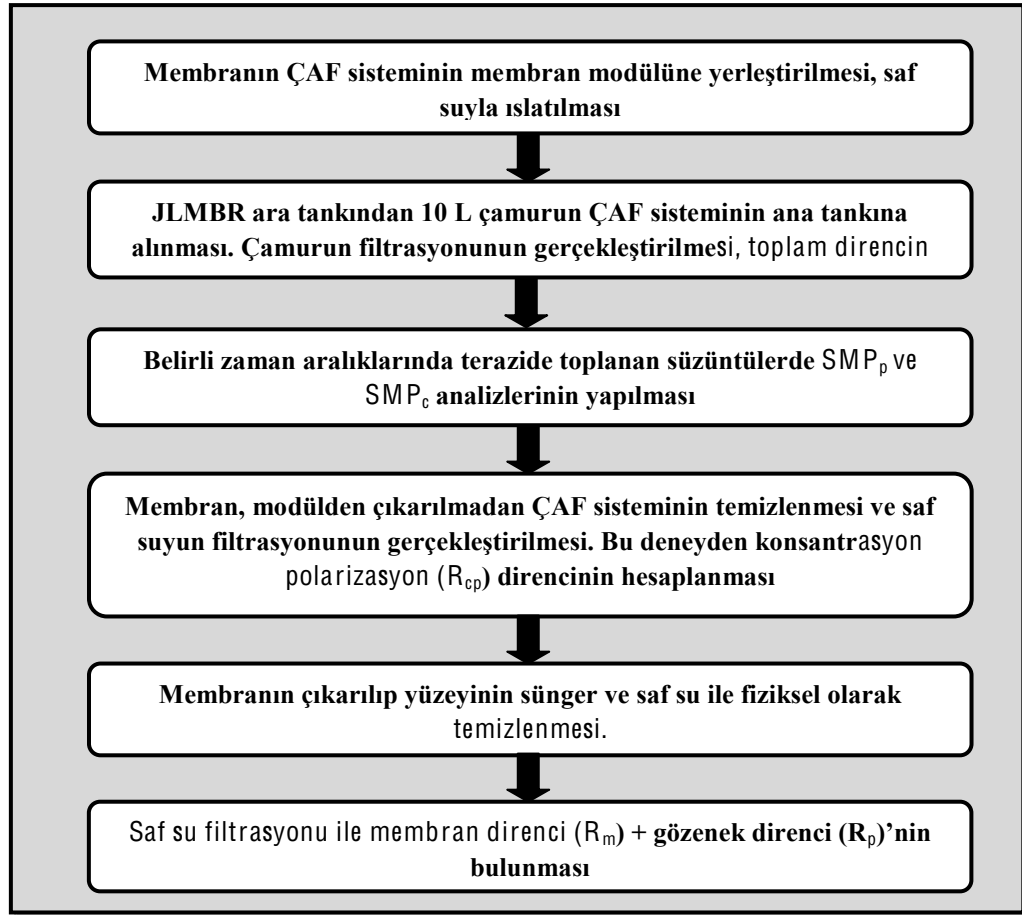 Membranın ÇAF sisteminin membran modülüne yerleştirilmesi, saf
suyla ıslatılması
JLMBR ara tankından 10 L çamurun ÇAF sisteminin ana tankına
alınması. Çamurun filtrasyonunun gerçekleştirilmesi, toplam direncin
Belirli zaman aralıklarında terazide toplanan süzüntülerde SMPp ve
SMPc analizlerinin yapılması
Membran, modülden çıkarılmadan ÇAF sisteminin temizlenmesi ve saf
suyun filtrasyonunun gerçekleştirilmesi. Bu deneyden konsantrasyon
polarizasyon (Rcp) direncinin hesaplanması
Membranın çıkarılıp yüzeyinin sünger ve saf su ile fiziksel olarak
temizlenmesi.
Saf su filtrasyonu ile membran direnci (Rm) + gözenek direnci (Rp)’nin
bulunması